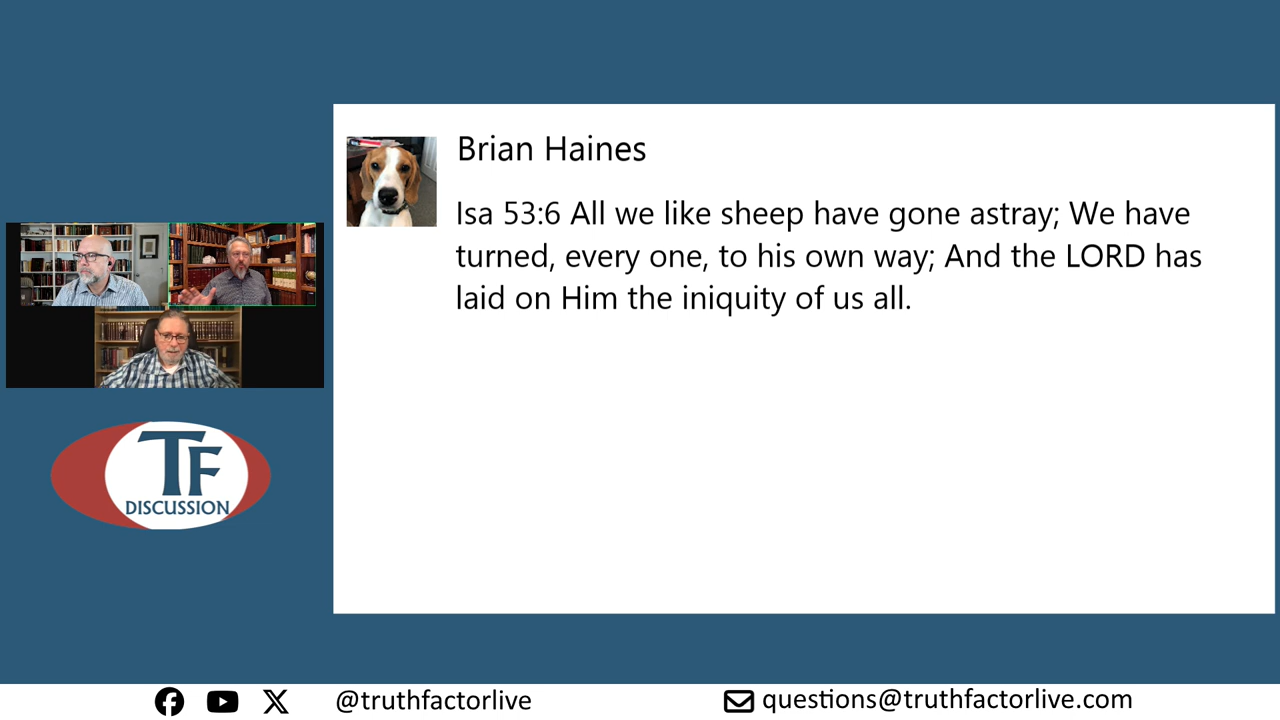 Brian Haines
Isa 53:6 All we like sheep have gone astray; We have
turned, every one, to his own way; And the LORD has
laid on Him the iniquity of us all.
TF
DISCUSSION
@truthfactorlive
questions@truthfactorlive.com